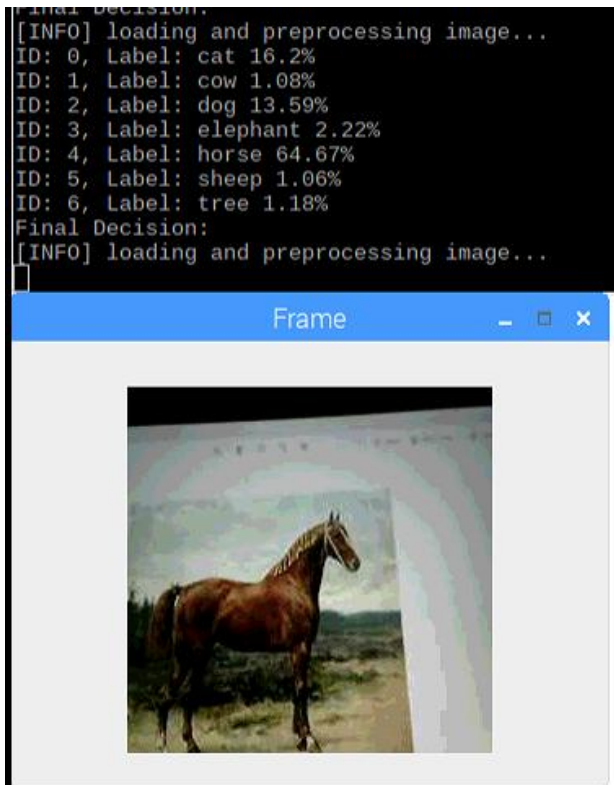 Final Decision:
[INFO] loading and preprocessing image...
ID: 0, Label: cat 16.2%
ID: 1, Label: cow 1.08%
ID: 2, Label: dog 13.59%
ID: 3, Label: elephant 2.22%
ID: 4, Label: horse 64.67%
ID: 5, Label: sheep 1.06%
ID: 6, Label: tree 1.18%
Final Decision:
[INFO] loading and preprocessing image...
Frame